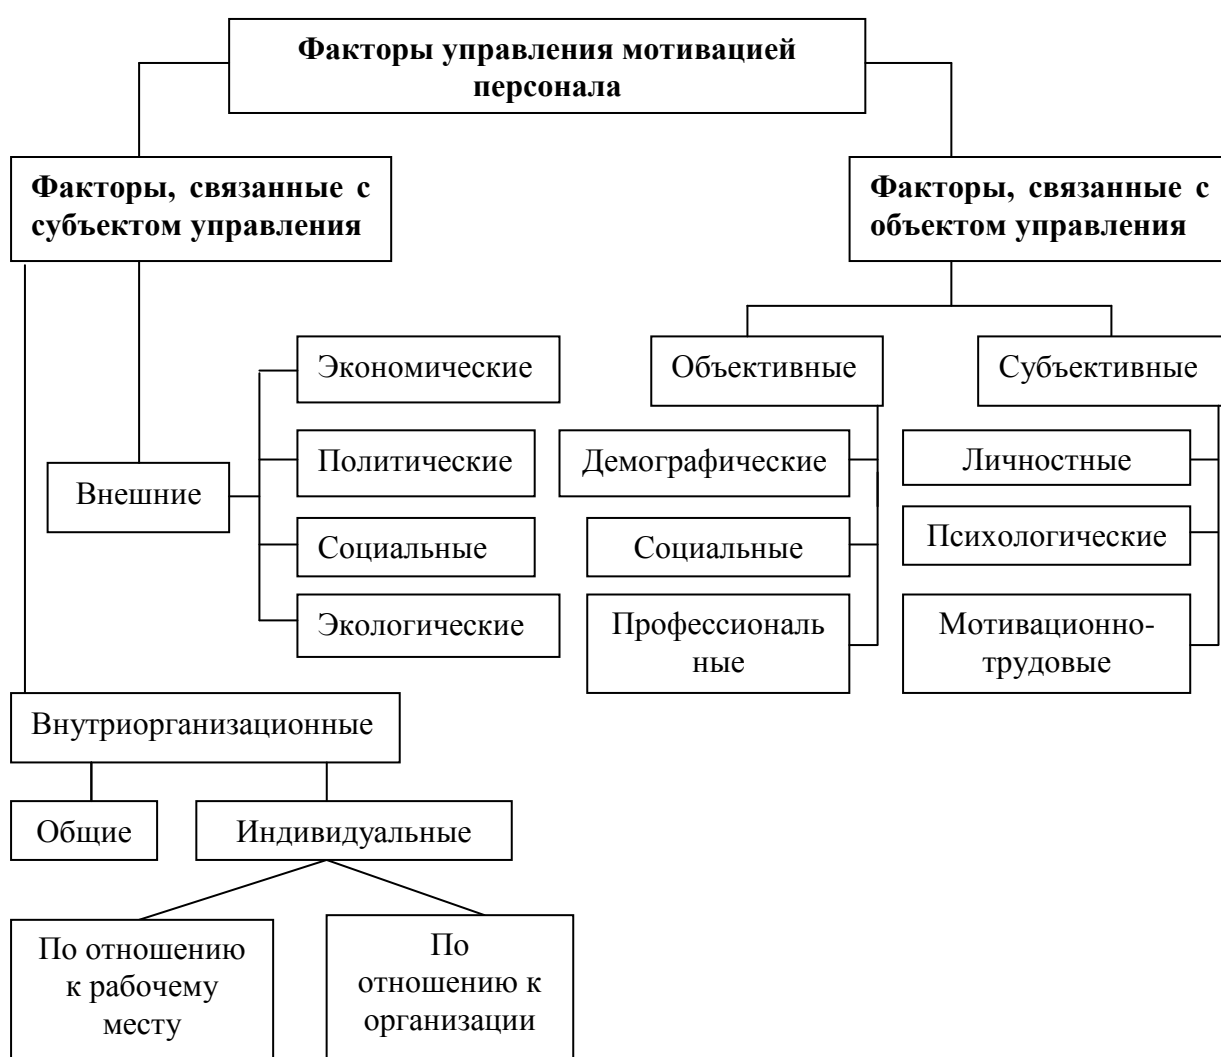 Факторы управления мотивацией
персонала
Факторы, связанные с
субъектом управления
Факторы, связанные с
объектом управления
Экономические
Объективные
Субъективные
Политические
Демографические
Личностные
Внешние
Социальные
Социальные
Психологические
Экологические
Профессиональ
ные
Мотивационно-
трудовые
Внутриорганизационные
Общие
Индивидуальные
По отношению
к рабочему
месту
По
отношению к
организации